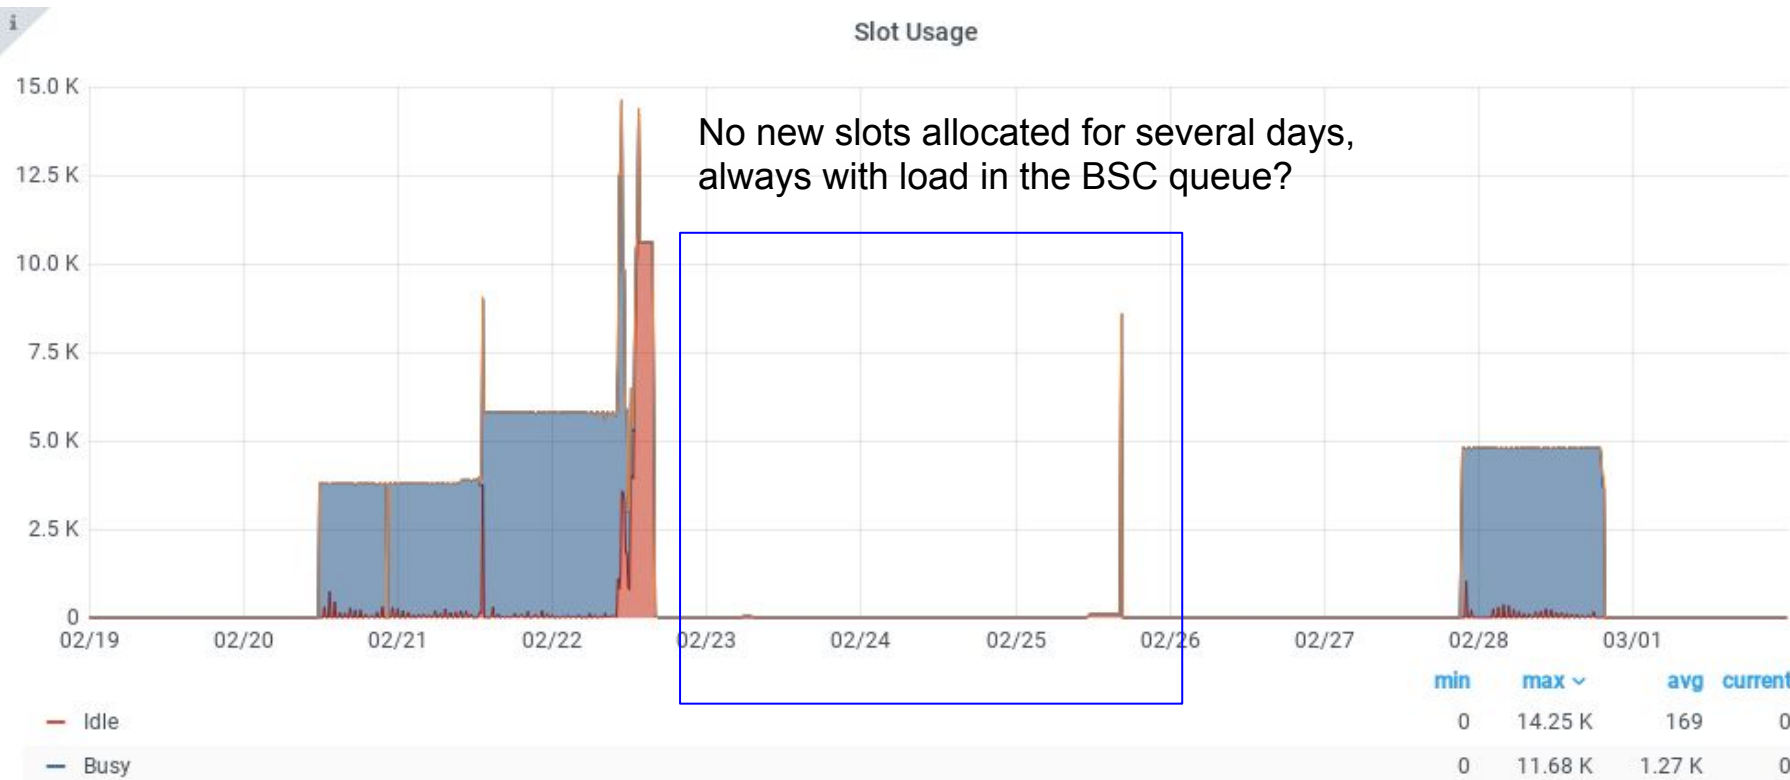 i
Slot Usage
15.0 K
No new slots allocated for several days,
12.5 K
always with load in the BSC queue?
10.0 K
7.5 K
5.0 K
2.5 K
0
02/19 02/20 02/21 02/22 02/23 02/24 02/25 02/26 02/27 02/28 03/01
min max avg current
Idle 0 14.25 K 169 0
Busy 0 11.68 K 1.27 K 0